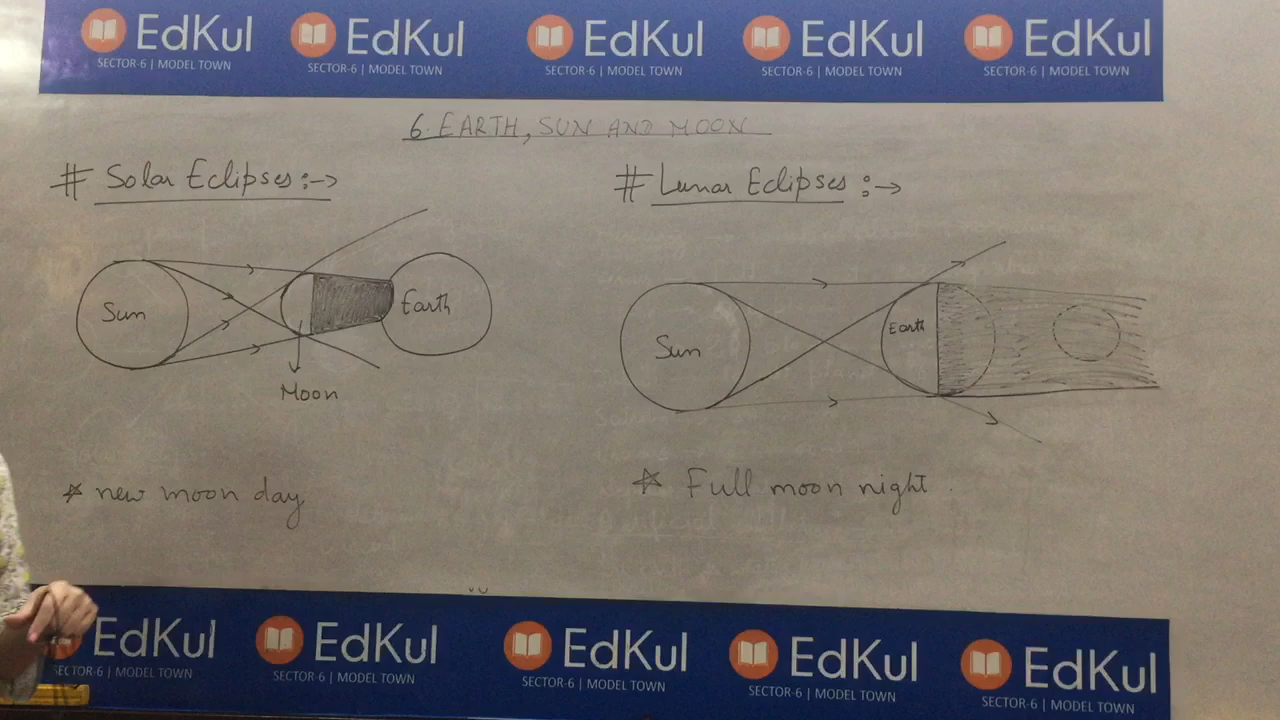 EdKul EdKul EdKul EdKul EdKul
SECTOR-6 | MODEL TOWN SECTOR-6 | MODEL TOWN SECTOR-6 | MODEL TOWN SECTOR-6 | MODEL TOWN SECTOR-6 | MODEL TOWN
6. EARTH, SUN AND MOON
# Solar Eclipses :->
Sun
Earth
Moon
* new moon day
# Lunar Eclipses :->
Sun
Earth
* Full moon night.
EdKul EdKul EdKul EdKul EdKul
SECTOR-6 | MODEL TOWN SECTOR-6 | MODEL TOWN SECTOR-6 | MODEL TOWN SECTOR-6 | MODEL TOWN SECTOR-6 | MODEL TOWN